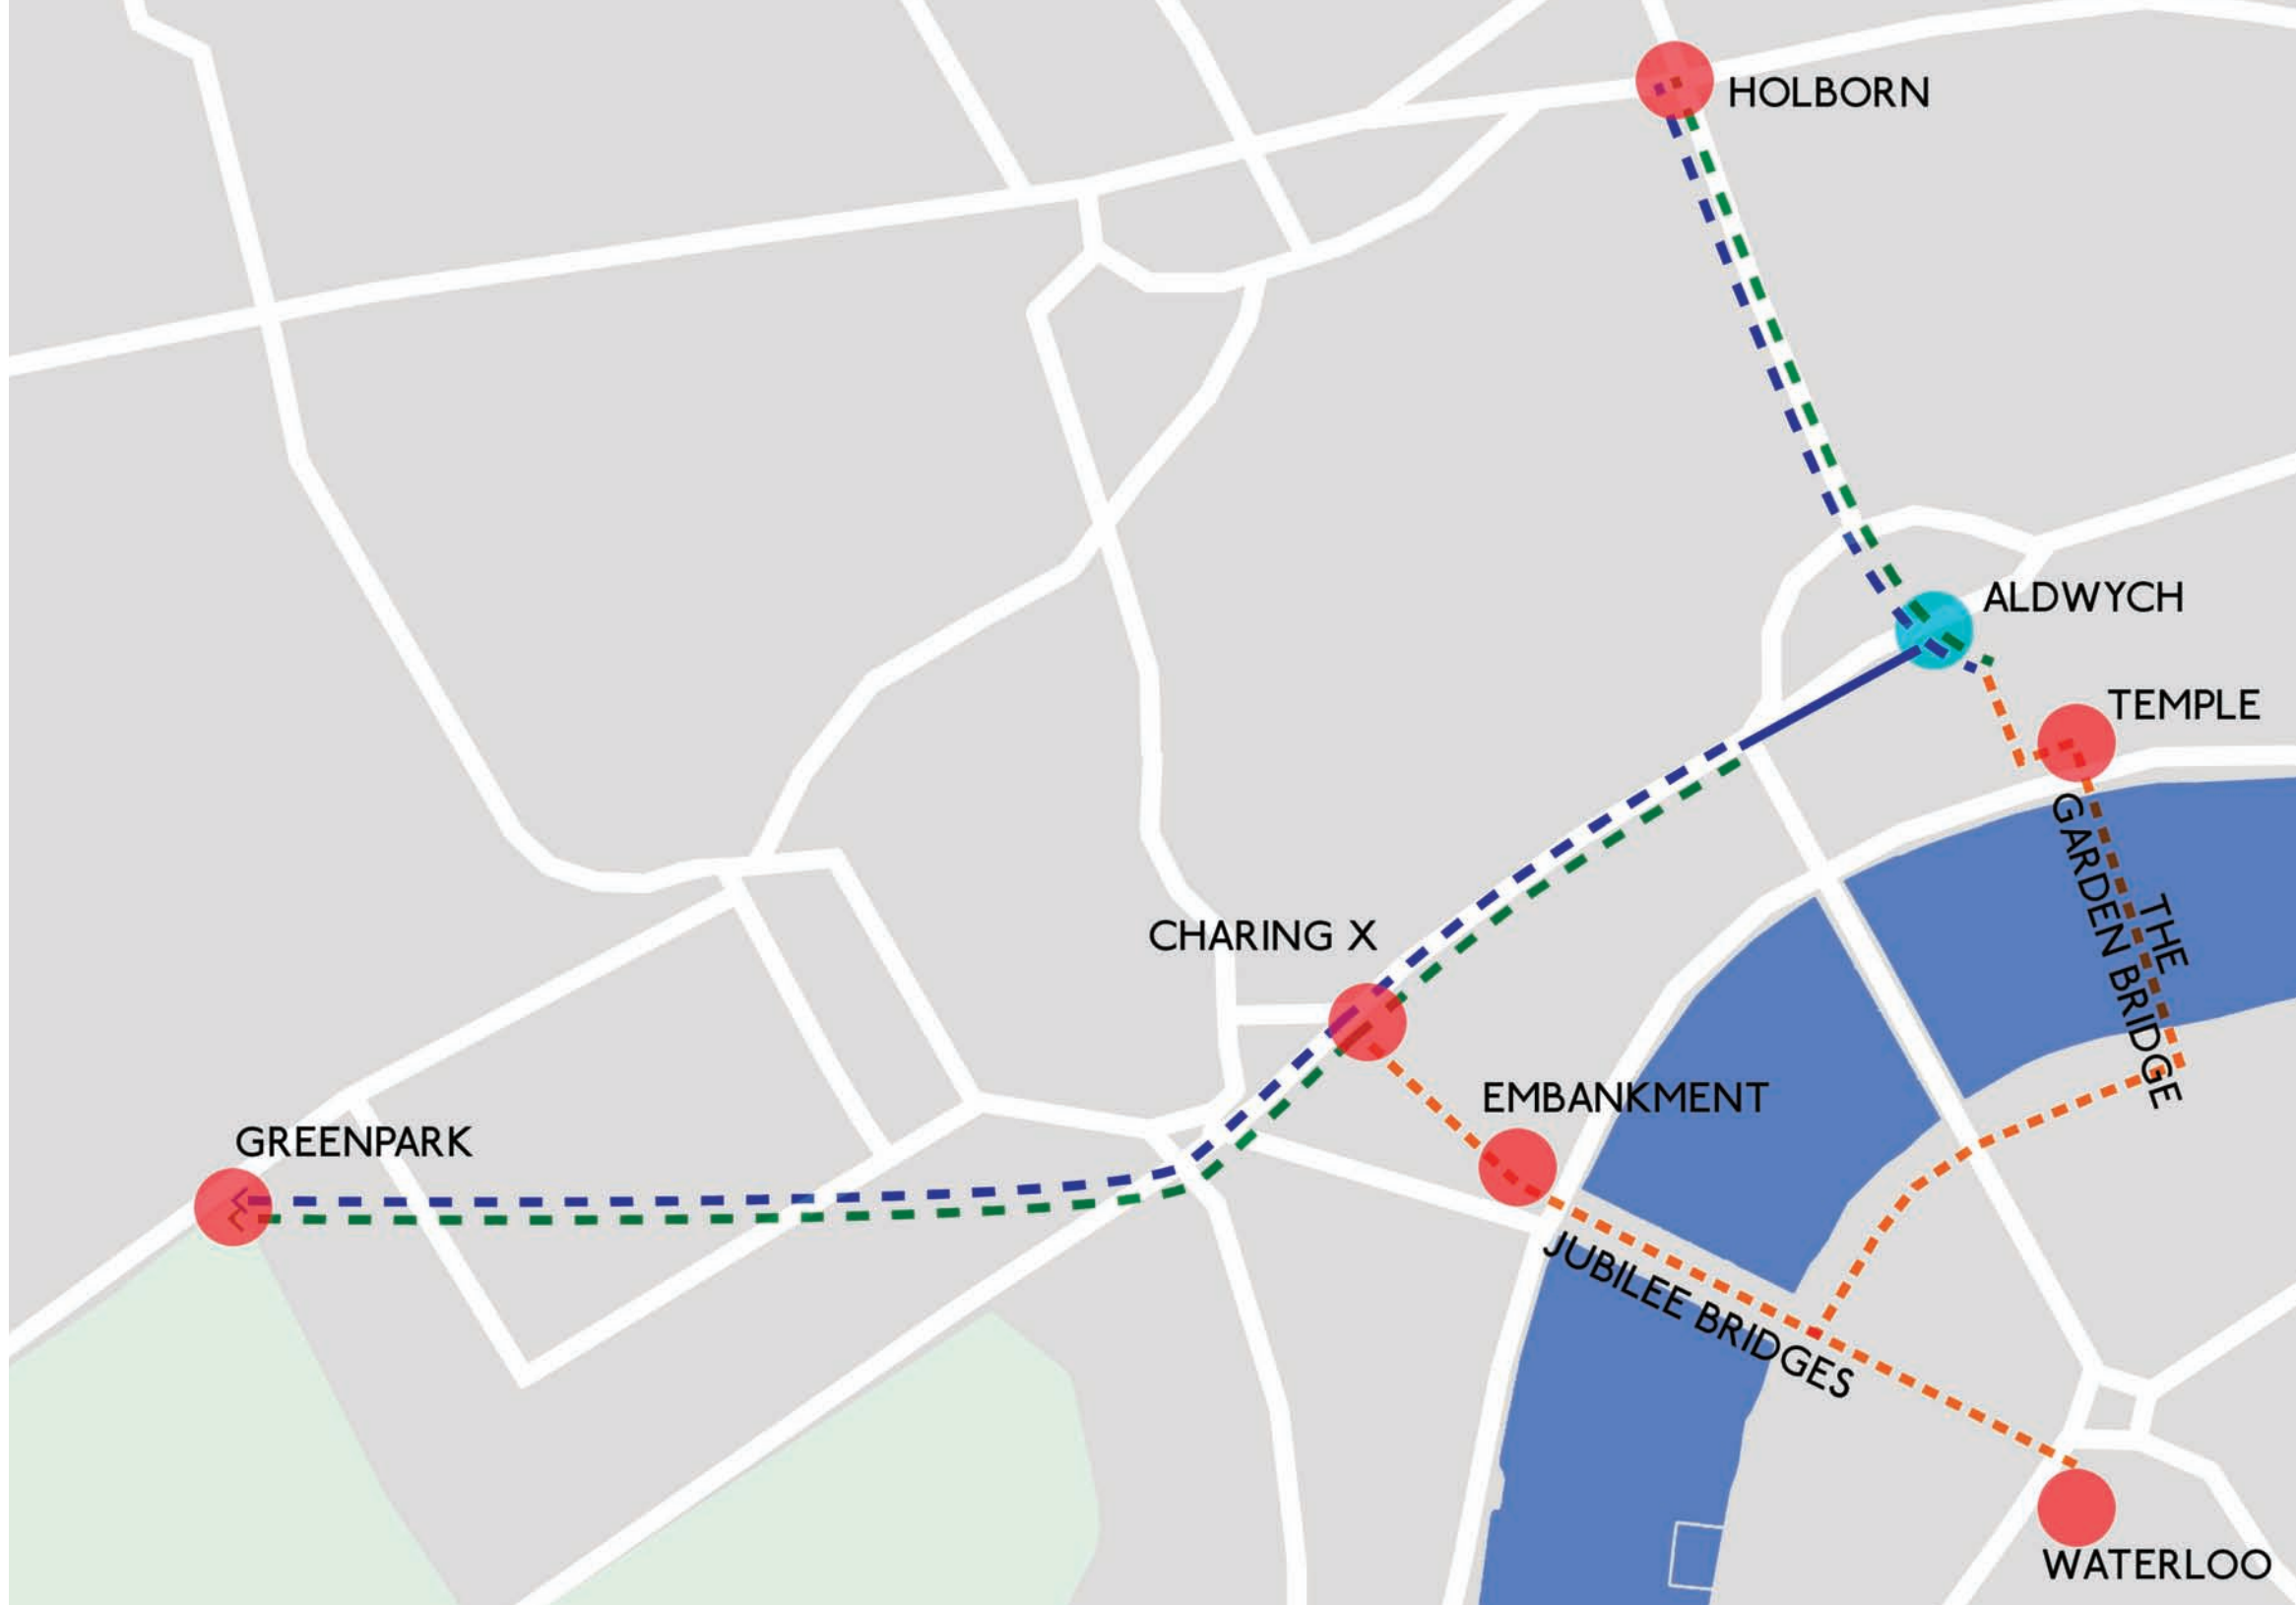 HOLBORN
ALDWYCH
TEMPLE
THE
GARDEN BRIDGE
CHARING X
EMBANKMENT
GREENPARK
JUBILEE BRIDGES
WATERLOO